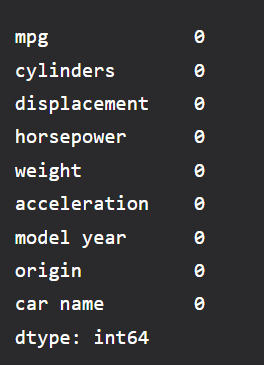 mpg 0
cylinders 0
displacement 0
horsepower 0
weight 0
acceleration 0
model year 0
origin 0
car name 0
dtype: int64